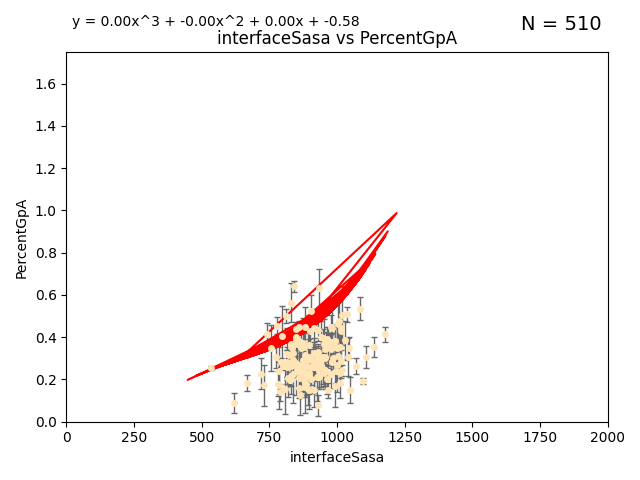 y = 0.00x^3 + -0.00x^2 + 0.00x + -0.58
N = 510
interfaceSasa vs PercentGpA
PercentGpA
1.6
1.4
1.2
1.0
0.8
0.6
0.4
0.2
0.0
0 250 500 750 1000 1250 1500 1750 2000
interfaceSasa